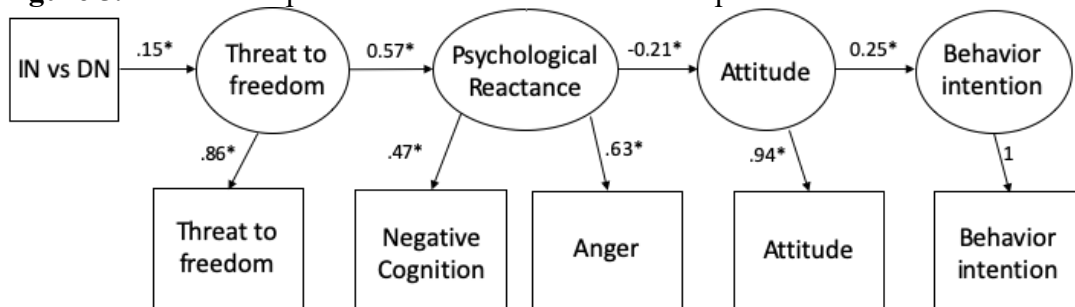 IN vs DN
.15*
Threat to
freedom
0.57*
Psychological
Reactance
-0.21*
Attitude
0.25*
Behavior
intention
.86*
.47*
.63*
.94*
1
Threat to
freedom
Negative
Cognition
Anger
Attitude
Behavior
intention